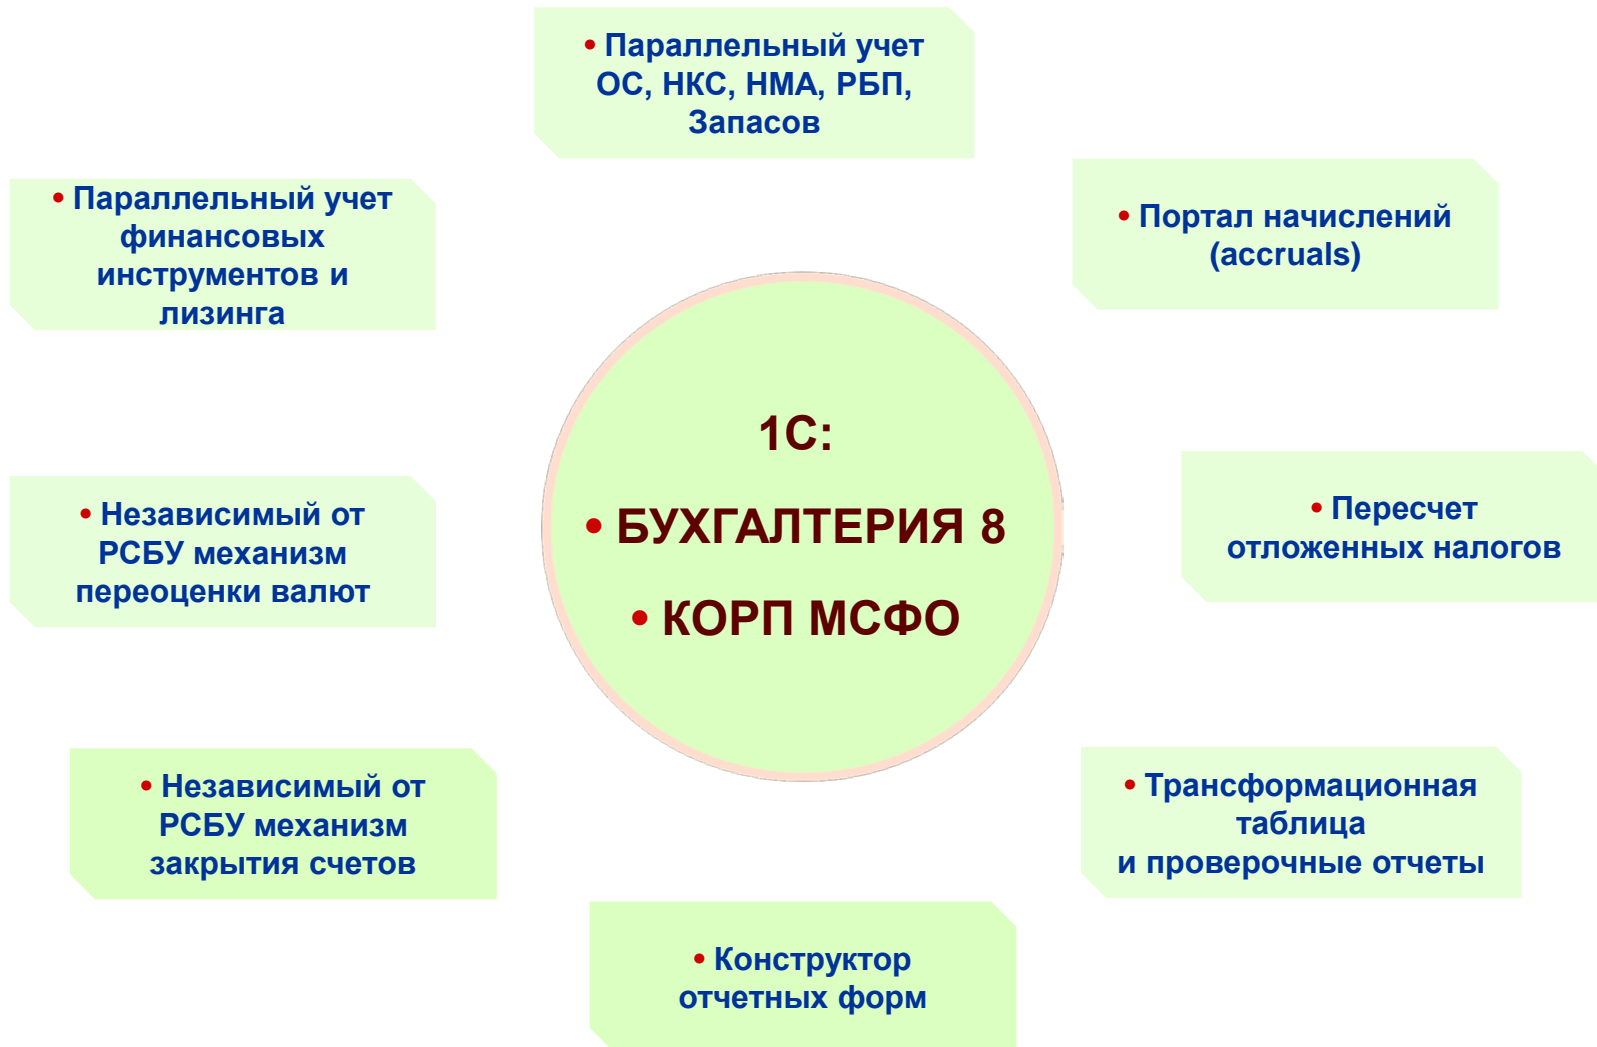 • Параллельный учет
ОС, НКС, НМА, РБП,
Запасов
• Параллельный учет
финансовых
инструментов и
лизинга
• Портал начислений
(accruals)
1С:
• БУХГАЛТЕРИЯ 8
• КОРП МСФО
• Независимый от
РСБУ механизм
переоценки валют
• Пересчет
отложенных налогов
• Независимый от
РСБУ механизм
закрытия счетов
• Трансформационная
таблица
и проверочные отчеты
• Конструктор
отчетных форм